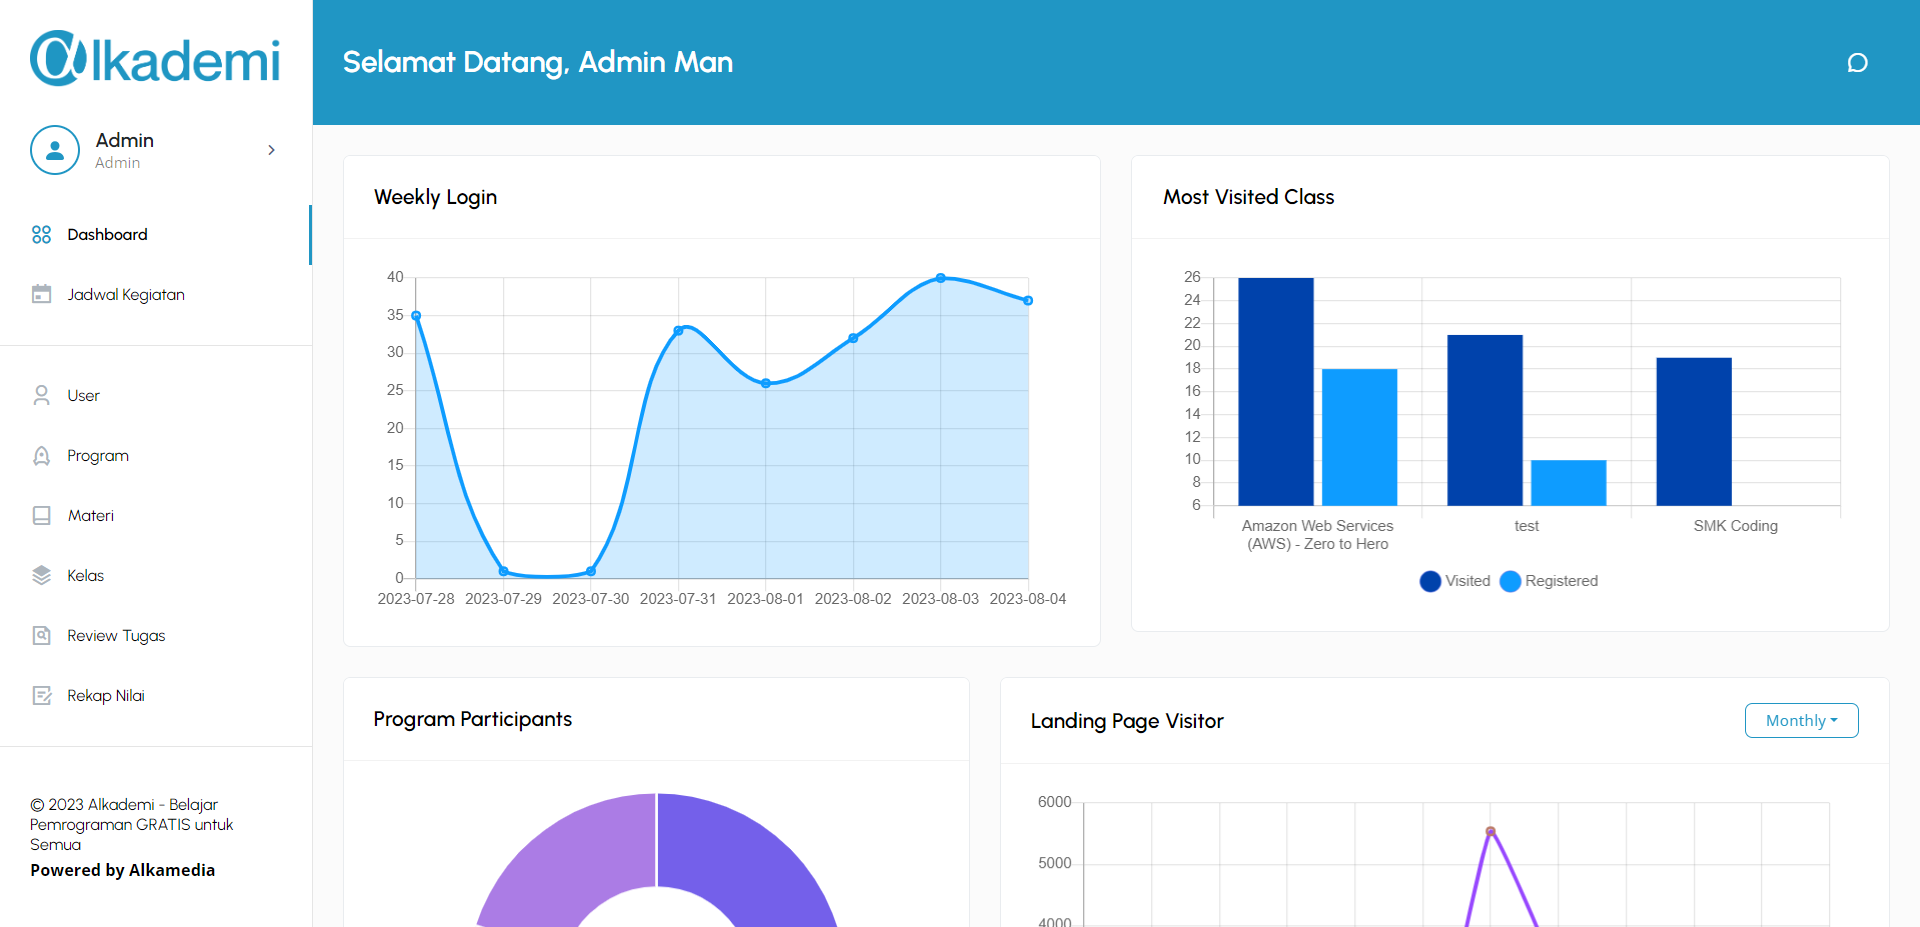 @lkademi
Admin
Admin
Dashboard
Jadwal Kegiatan
User
Program
Materi
Kelas
Review Tugas
Rekap Nilai
© 2023 Alkademi - Belajar
Pemrograman GRATIS untuk
Semua
Powered by Alkamedia
Selamat Datang, Admin Man
Weekly Login
40
35
30
25
20
15
10
5
0
2023-07-28 2023-07-29 2023-07-30 2023-07-31 2023-08-01 2023-08-02 2023-08-03 2023-08-04
Most Visited Class
26
24
22
20
18
16
14
12
10
8
6
Amazon Web Services
(AWS) - Zero to Hero
test
SMK Coding
Visited Registered
Program Participants
Landing Page Visitor
Monthly
6000
5000
4000